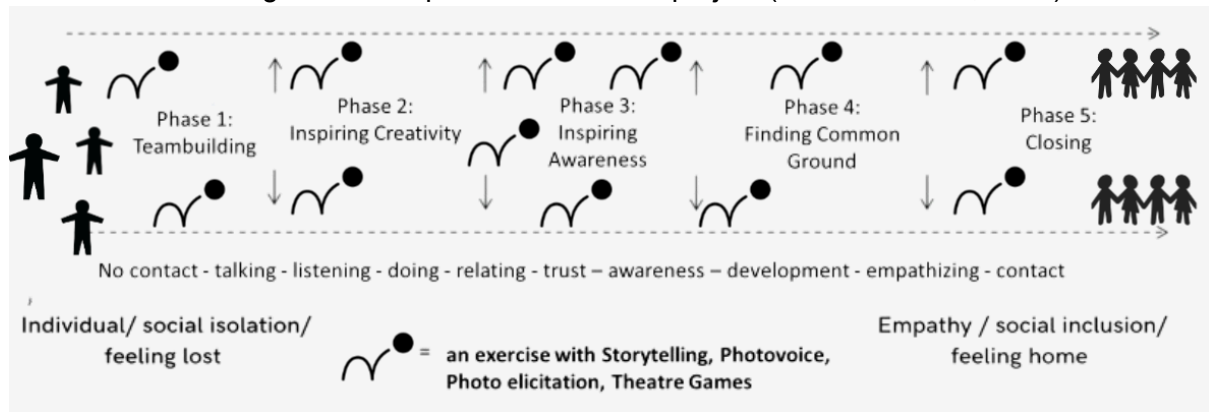 Phase 1:
Teambuilding
Phase 2:
Inspiring Creativity
Phase 3:
Inspiring
Awareness
Phase 4:
Finding Common
Ground
Phase 5:
Closing
No contact - talking - listening - doing - relating - trust – awareness – development - empathizing - contact
,
Individual/ social isolation/
feeling lost
Empathy / social inclusion/
feeling home
= an exercise with Storytelling, Photovoice,
Photo elicitation, Theatre Games